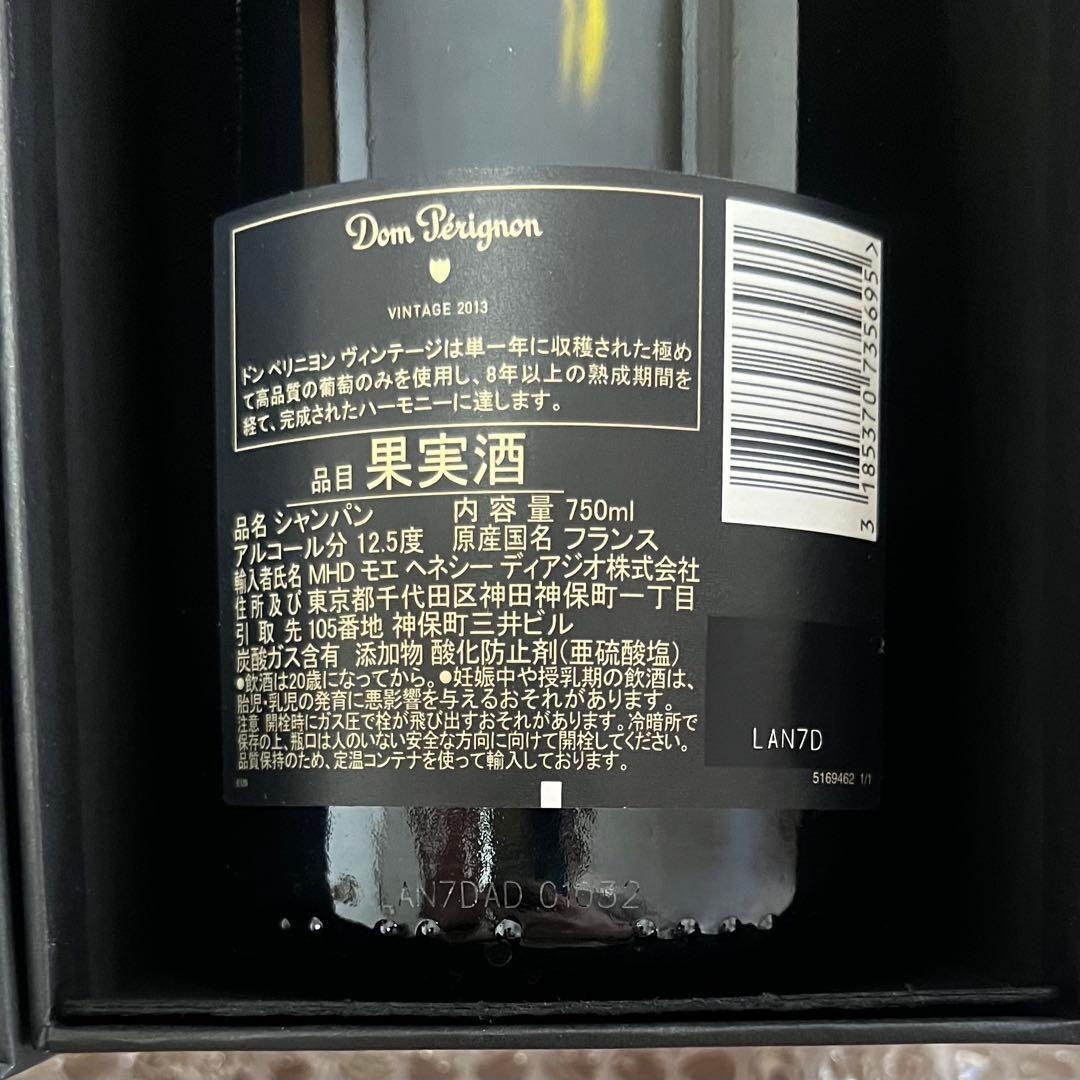 Dom Pérignon
VINTAGE 2013
ドン ペリニヨン ヴィンテージは単一年に収穫された極め
て高品質の葡萄のみを使用し、8年以上の熟成期間を
経て、完成されたハーモニーに達します。
品目 果実酒
品名 シャンパン 内容量 750ml
アルコール分 12.5度 原産国名 フランス
輸入者氏名 MHD モエ ヘネシー ディアジオ株式会社
住所及び 東京都千代田区神田神保町一丁目
引取先 105番地 神保町三井ビル
炭酸ガス含有 添加物 酸化防止剤(亜硫酸塩)
●飲酒は20歳になってから。●妊娠中や授乳期の飲酒は、
胎児・乳児の発育に悪影響を与えるおそれがあります。
注意 開栓時にガス圧で栓が飛び出すおそれがあります。冷暗所で
保存の上、瓶口は人のいない安全な方向に向けて開栓してください。
品質保持のため、定温コンテナを使って輸入しております。
3 185370 735695 >
LAN7D
5169462 1/1
LAN7DAD 01032